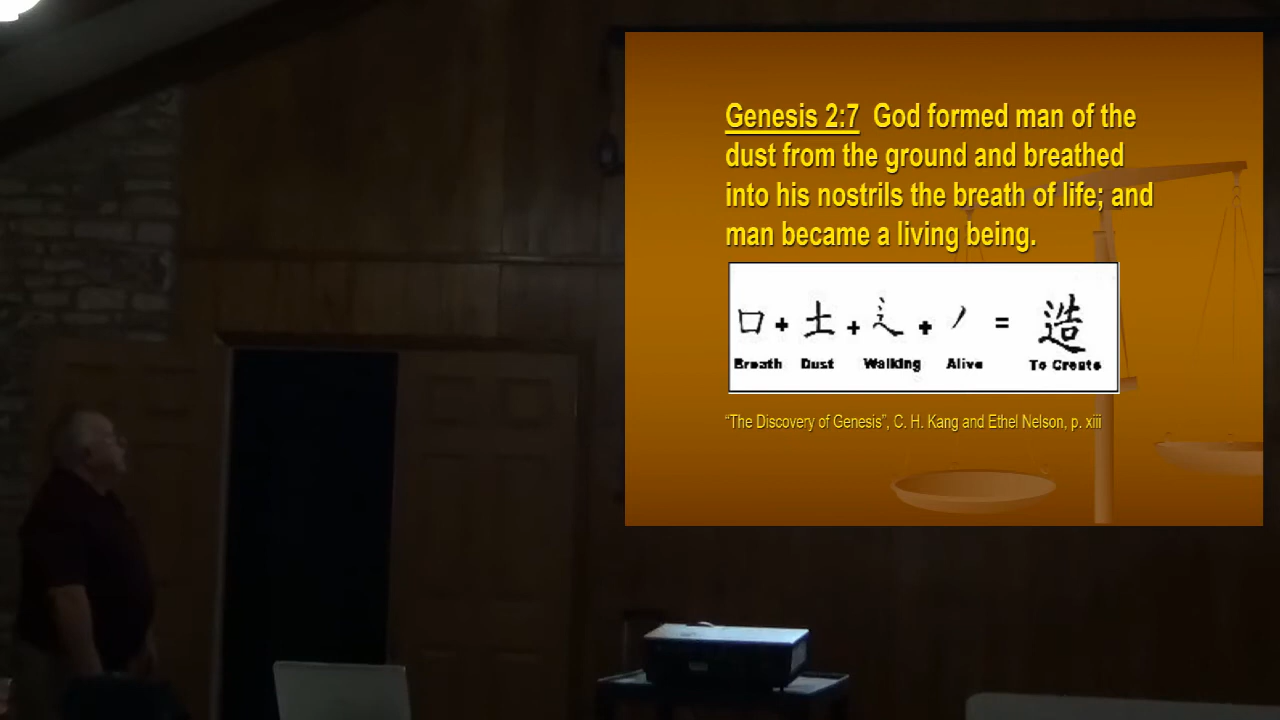 Genesis 2:7 God formed man of the
dust from the ground and breathed
into his nostrils the breath of life; and
man became a living being.
口 + 土 + 辶 + ノ = 造
Breath Dust Walking Alive To Create
“The Discovery of Genesis”, C. H. Kang and Ethel Nelson, p. xiii